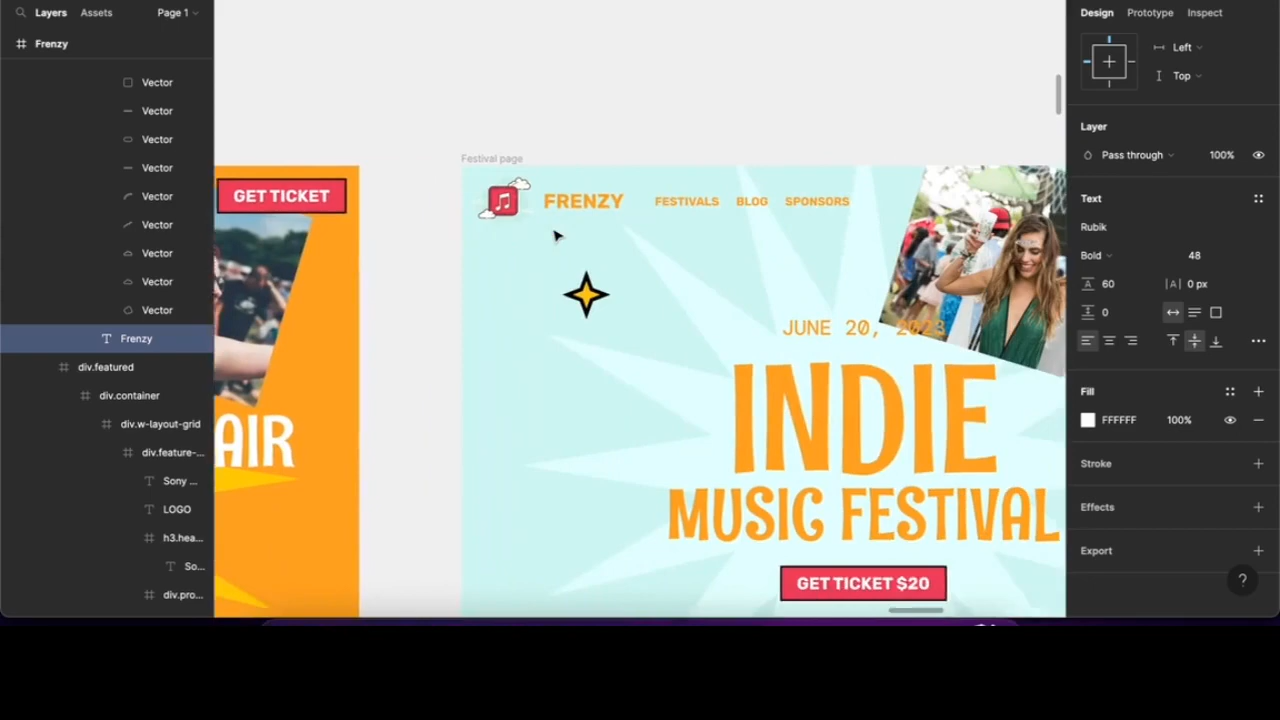 Layers Assets Page 1
Frenzy
Vector
Vector
Vector
Vector
Vector
Vector
Vector
Vector
Vector
Frenzy
div.featured
div.container
div.w-layout-grid
div.feature-...
Sony ...
LOGO
h3.hea...
So...
div.pro...
GET TICKET
AIR
Festival page
FRENZY FESTIVALS BLOG SPONSORS
JUNE 20, 2023
INDIE
MUSIC FESTIVAL
GET TICKET $20
Design Prototype Inspect
Left
Top
Layer
Pass through 100%
Text
Rubik
Bold 48
A 60 |A| 0 px
0
Fill
FFFFFF 100%
Stroke
Effects
Export
?